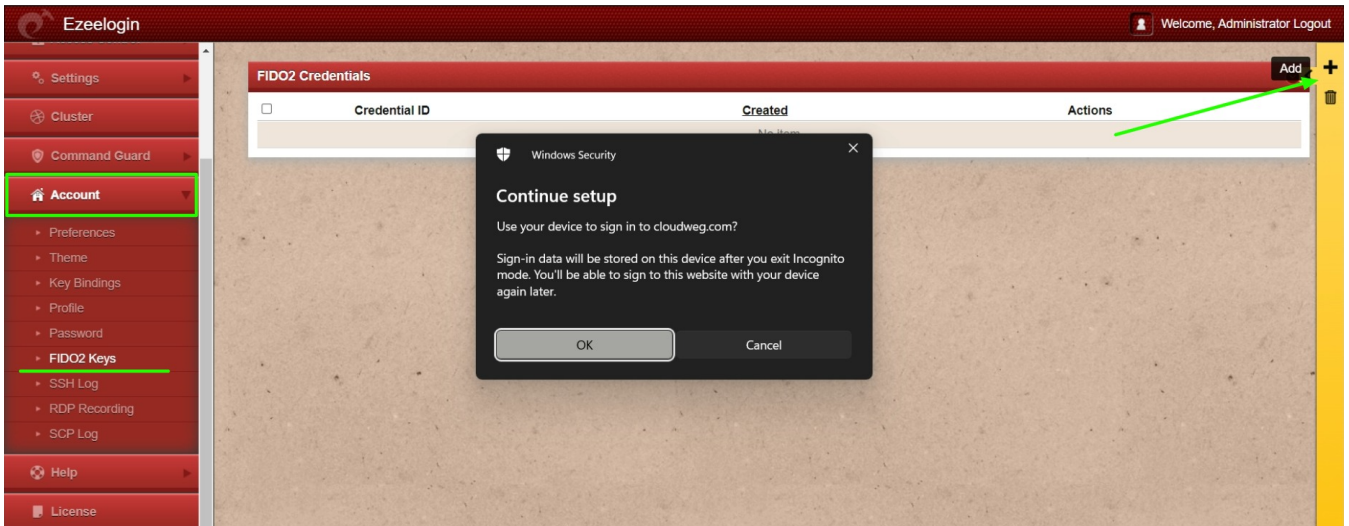 Ezeelogin
Welcome, Administrator Logout
Settings
Cluster
Command Guard
Account
Preferences
Theme
Key Bindings
Profile
Password
FIDO2 Keys
SSH Log
RDP Recording
SCP Log
Help
License
FIDO2 Credentials
Add
Credential ID Created Actions
No item
Windows Security
Continue setup
Use your device to sign in to cloudweg.com?
Sign-in data will be stored on this device after you exit Incognito
mode. You'll be able to sign to this website with your device
again later.
OK Cancel